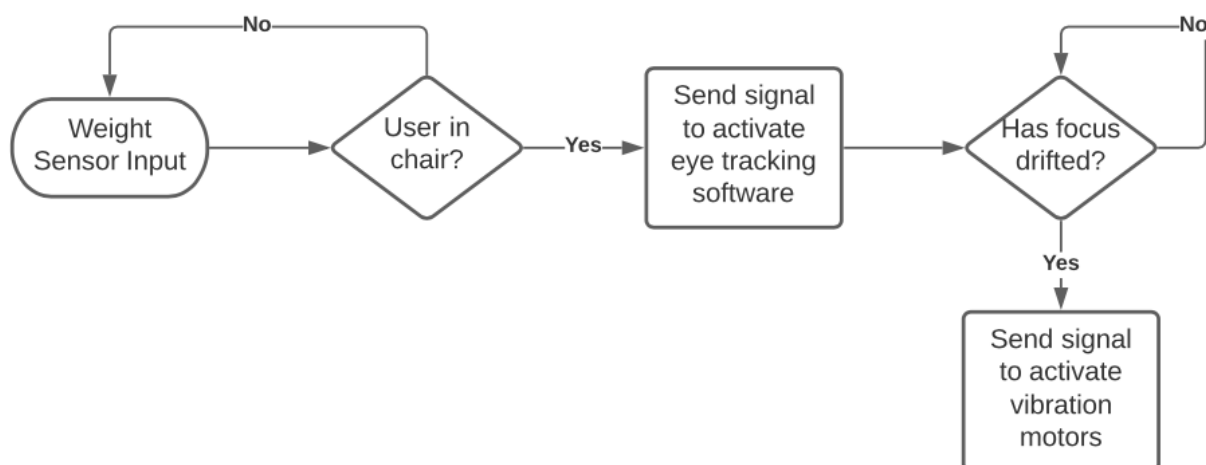 No
No
Weight
Sensor Input
User in
chair?
Yes
Send signal
to activate
eye tracking
software
Has focus
drifted?
Yes
Send signal
to activate
vibration
motors